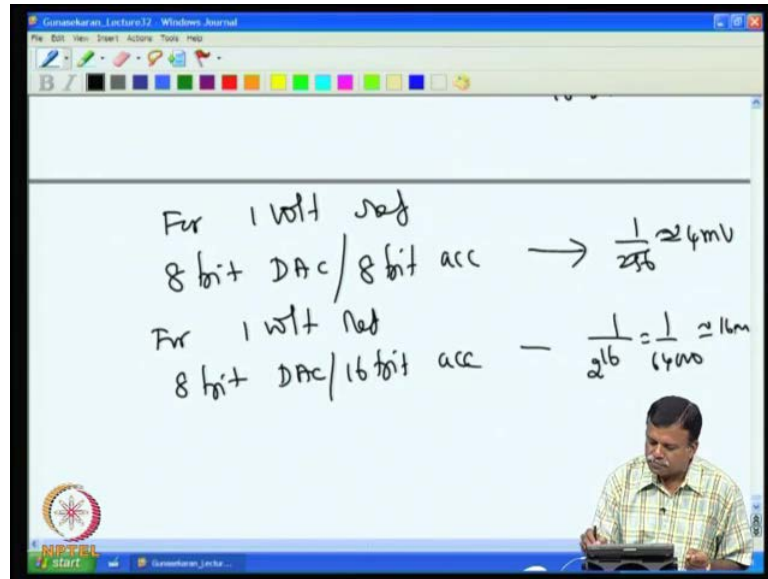 Gunasekaran_Lecture32 - Windows Journal
File Edit View Insert Actions Tools Help
B I
For 1 volt ref
8 bit DAC / 8 bit acc → 1/256 ≈ 4mV
For 1 volt ref
8 bit DAC / 16 bit acc — 1/2^16 = 1/64000 ≈ 16m
NPTEL
start Gunasekaran_Lectur...